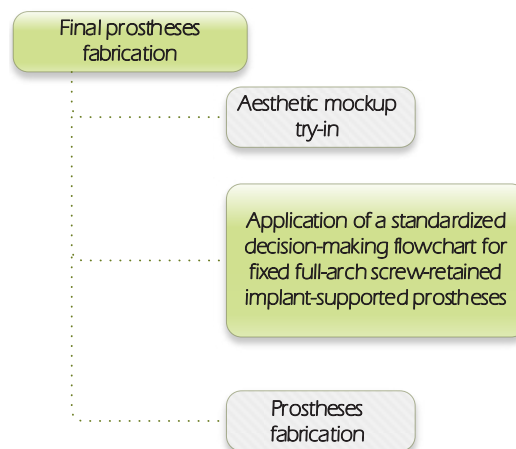 Final prostheses
fabrication
Aesthetic mockup
try-in
Application of a standardized
decision-making flowchart for
fixed full-arch screw-retained
implant-supported prostheses
Prostheses
fabrication